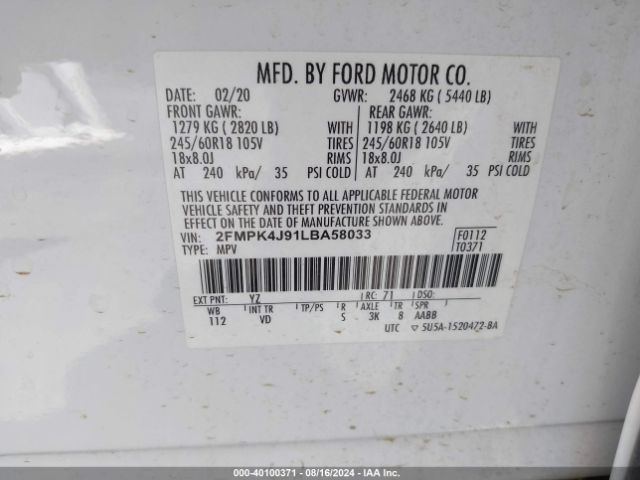 MFD. BY FORD MOTOR CO.
DATE: 02/20 GVWR: 2468 KG ( 5440 LB)
FRONT GAWR: REAR GAWR:
1279 KG ( 2820 LB) WITH 1198 KG ( 2640 LB) WITH
245/60R18 105V TIRES 245/60R18 105V TIRES
18x8.0J RIMS 18x8.0J RIMS
AT 240 kPa/ 35 PSI COLD AT 240 kPa/ 35 PSI COLD
THIS VEHICLE CONFORMS TO ALL APPLICABLE FEDERAL MOTOR
VEHICLE SAFETY AND THEFT PREVENTION STANDARDS IN
EFFECT ON THE DATE OF MANUFACTURE SHOWN ABOVE.
VIN: 2FMPK4J91LBA58033 F0112
TYPE: MPV T0371
EXT PNT: YZ RC: 71 DSO:
WB INT TR TP/PS R AXLE TR SPR
112 VD S 3K 8 AABB
UTC ▽ 5U5A-1520472-BA
000-40100371 - 08/16/2024 - COPYRIGHT IAA, LLC.